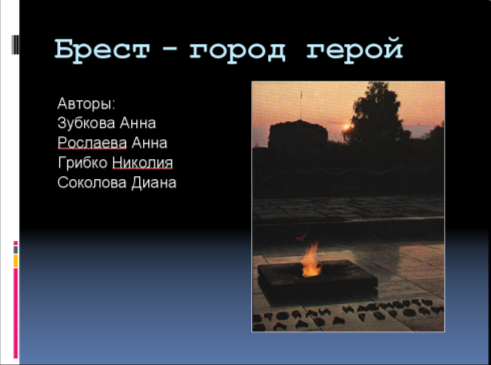 Брест - город герой
Авторы:
Зубкова Анна
Рослаева Анна
Грибко Николия
Соколова Диана